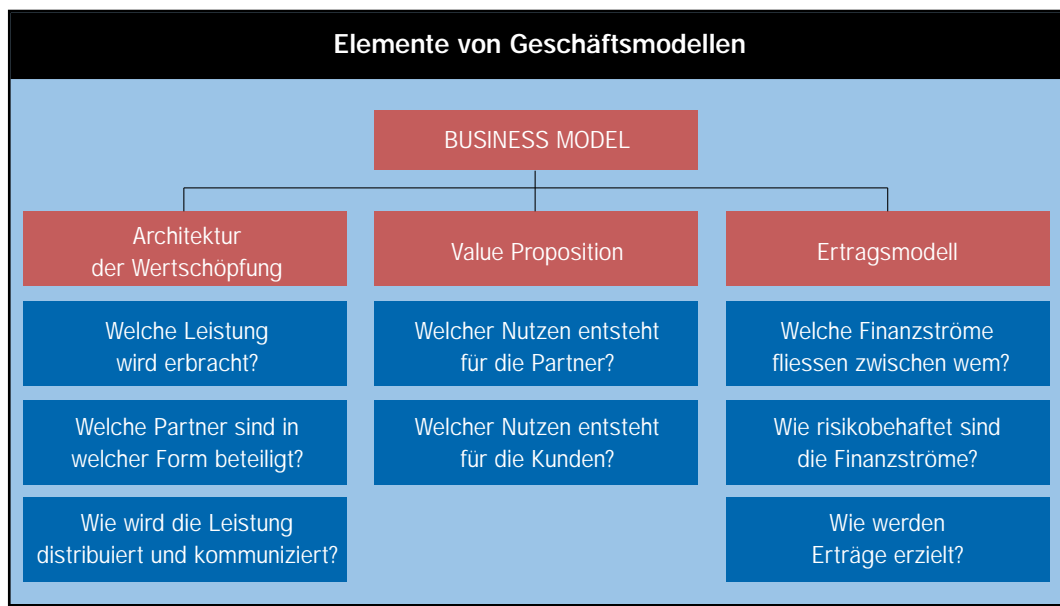 Elemente von Geschäftsmodellen
BUSINESS MODEL
Architektur
der Wertschöpfung
Value Proposition
Ertragsmodell
Welche Leistung
wird erbracht?
Welcher Nutzen entsteht
für die Partner?
Welche Finanzströme
fliessen zwischen wem?
Welche Partner sind in
welcher Form beteiligt?
Welcher Nutzen entsteht
für die Kunden?
Wie risikobehaftet sind
die Finanzströme?
Wie wird die Leistung
distribuiert und kommuniziert?
Wie werden
Erträge erzielt?